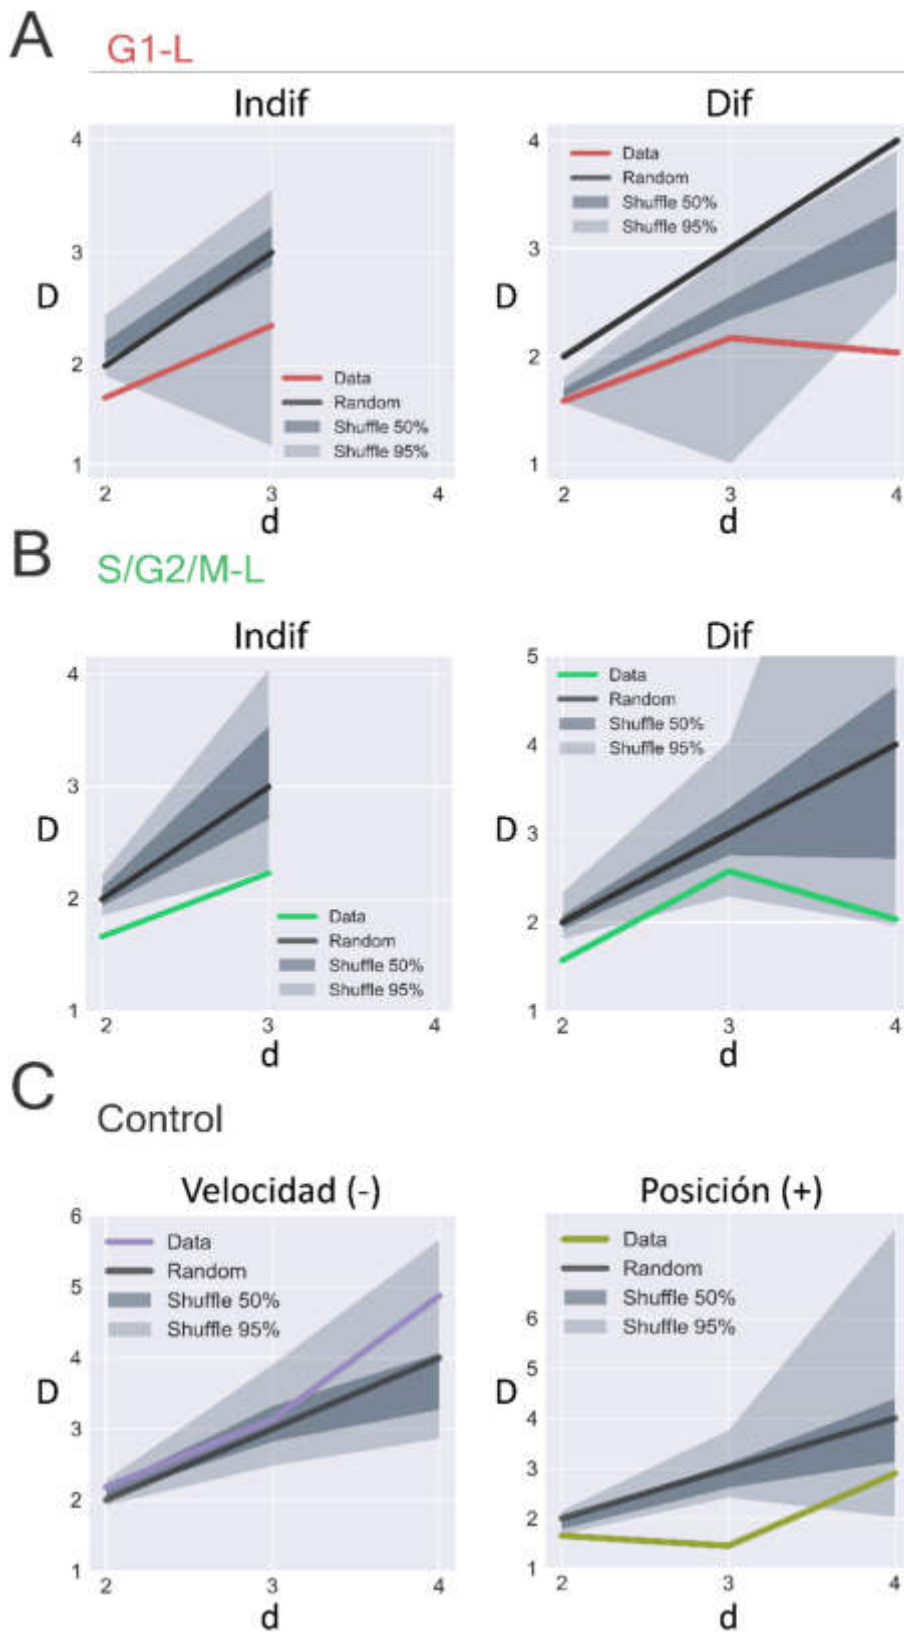 A
G1-L
Indif
4
3
2
1
D
2
3
4
d
Data
Random
Shuffle 50%
Shuffle 95%
Dif
4
3
2
1
D
2
3
4
d
Data
Random
Shuffle 50%
Shuffle 95%
B
S/G2/M-L
Indif
4
3
2
1
D
2
3
4
d
Data
Random
Shuffle 50%
Shuffle 95%
Dif
5
4
3
2
1
D
2
3
4
d
Data
Random
Shuffle 50%
Shuffle 95%
C
Control
Velocidad (-)
6
5
4
3
2
1
D
2
3
4
d
Data
Random
Shuffle 50%
Shuffle 95%
Posición (+)
6
5
4
3
2
1
D
2
3
4
d
Data
Random
Shuffle 50%
Shuffle 95%